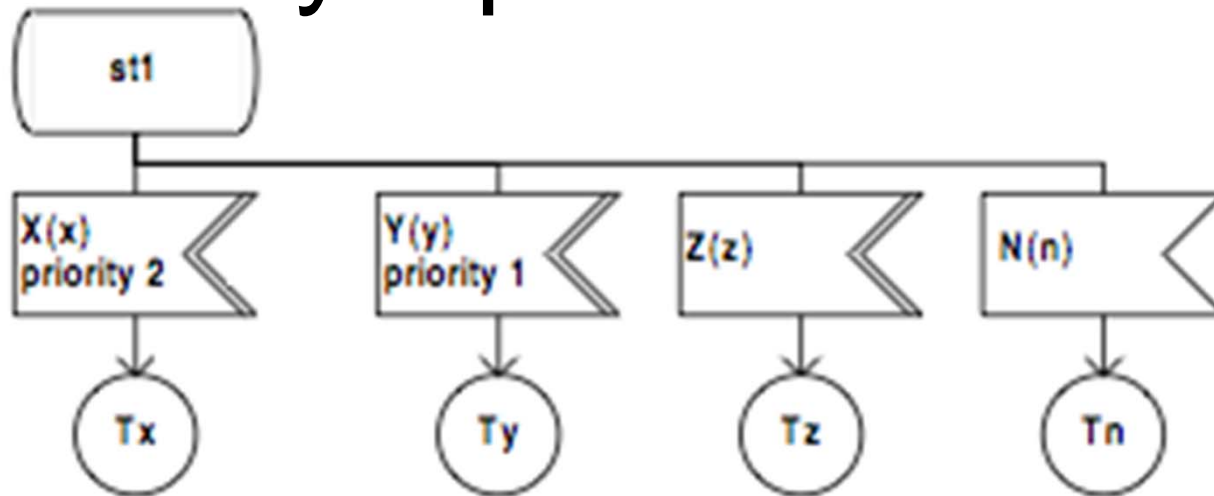 st1
X(x)
priority 2
Y(y)
priority 1
Z(z)
N(n)
Tx
Ty
Tz
Tn